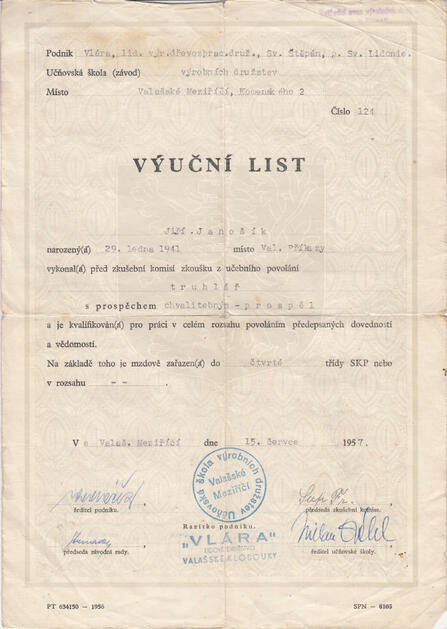 Podnik Vlára, lid. výr.dřevozprac.druž., Sv. Štěpán, p. Sv. Lidonie.
Učňovská škola (závod) výrobních družstev
Místo Valašské Meziříčí, Komenského 2
Číslo 124
VÝUČNÍ LIST
Jiří Janošík
narozený(á) 29. ledna 1941 místo Val. Příkazy
vykonal(a) před zkušební komisí zkoušku z učebního povolání
truhlář
s prospěchem chvalitebným - prospěl
a je kvalifikován(a) pro práci v celém rozsahu povoláním předepsaných dovedností
a vědomostí.
Na základě toho je mzdově zařazen(a) do čtvrté třídy SKP nebo
v rozsahu - -
V e Valaš. Meziříčí dne 15. červce 1957.
Učňovská škola výrobních družstev
Valašské
Meziříčí
ředitel podniku.
předseda zkušební komise.
Razítko podniku.
"VLÁRA"
VALAŠSKÉ KLOBOUKY
předseda závodní rady.
Milan
ředitel učňovské školy.
PT 634150 - 1956
SPN - 6103